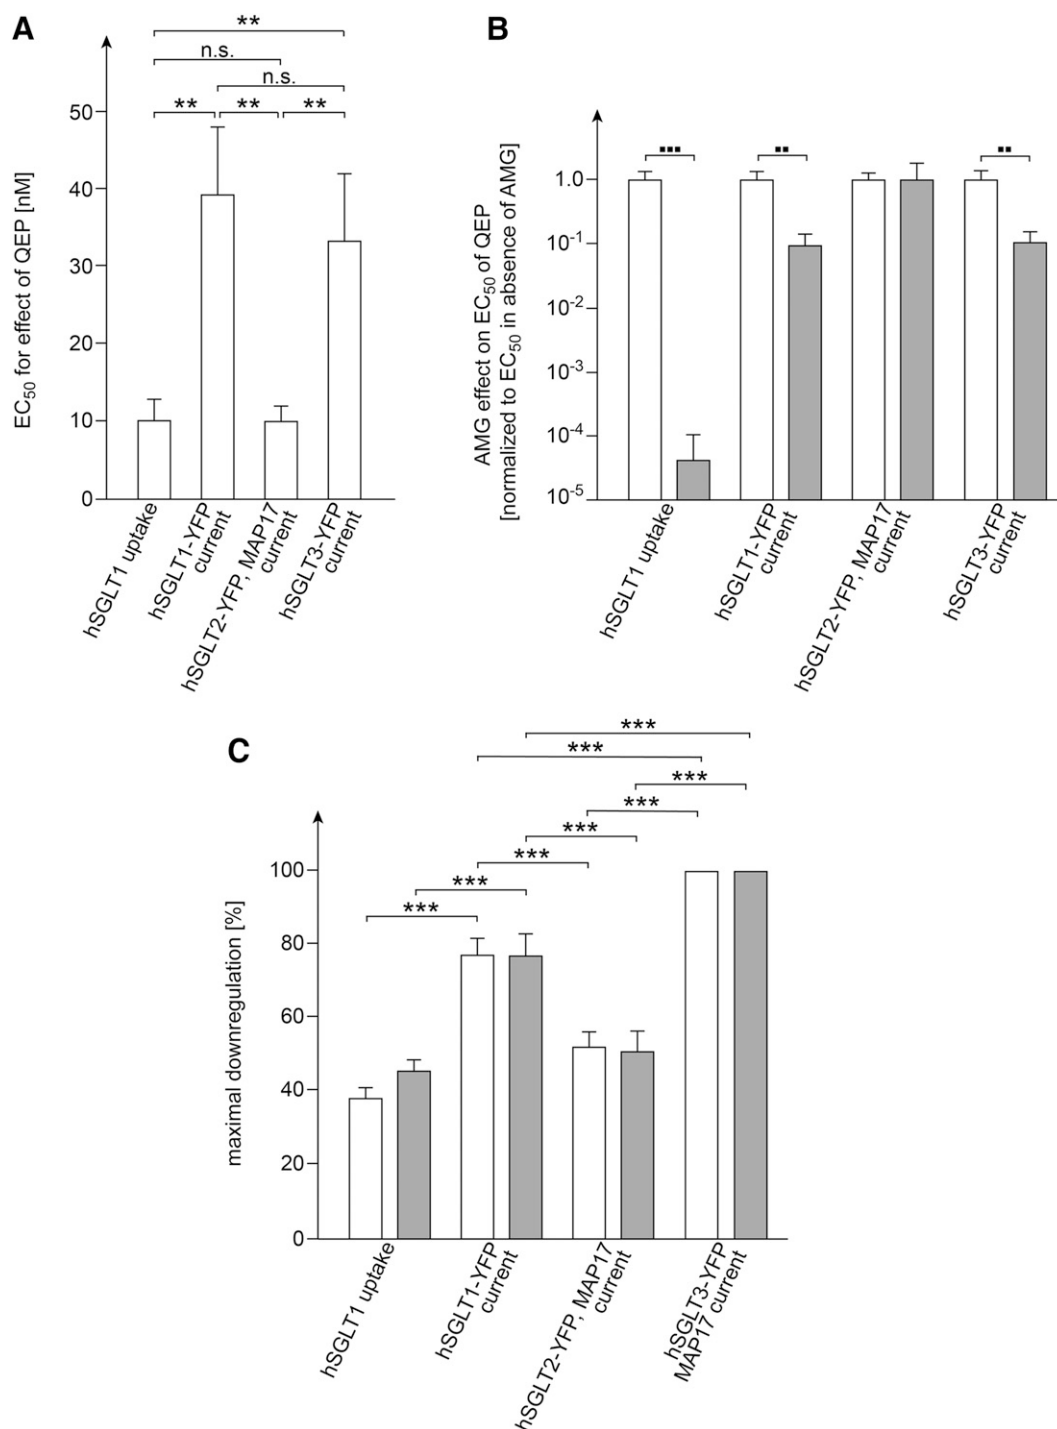 A
**
n.s.
n.s.
** ** **
50
40
30
20
10
0
EC50 for effect of QEP [nM]
hSGLT1 uptake
hSGLT1-YFP
current
hSGLT2-YFP, MAP17
current
hSGLT3-YFP
current
B
▪▪▪ ▪▪ ▪▪
1.0
10-1
10-2
10-3
10-4
10-5
AMG effect on EC50 of QEP
[normalized to EC50 in absence of AMG]
hSGLT1 uptake
hSGLT1-YFP
current
hSGLT2-YFP, MAP17
current
hSGLT3-YFP
current
C
***
***
***
***
***
***
***
***
100
80
60
40
20
0
maximal downregulation [%]
hSGLT1 uptake
hSGLT1-YFP
current
hSGLT2-YFP, MAP17
current
hSGLT3-YFP
MAP17 current